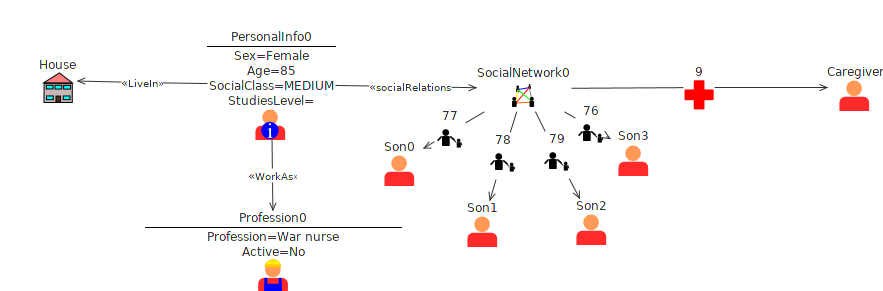 PersonalInfo0
Sex=Female
Age=85
SocialClass=MEDIUM
StudiesLevel=
House
«LiveIn»
«socialRelations»
SocialNetwork0
9
Caregiver
77
78
79
76
Son0
Son1
Son2
Son3
i
«WorkAs»
Profession0
Profession=War nurse
Active=No